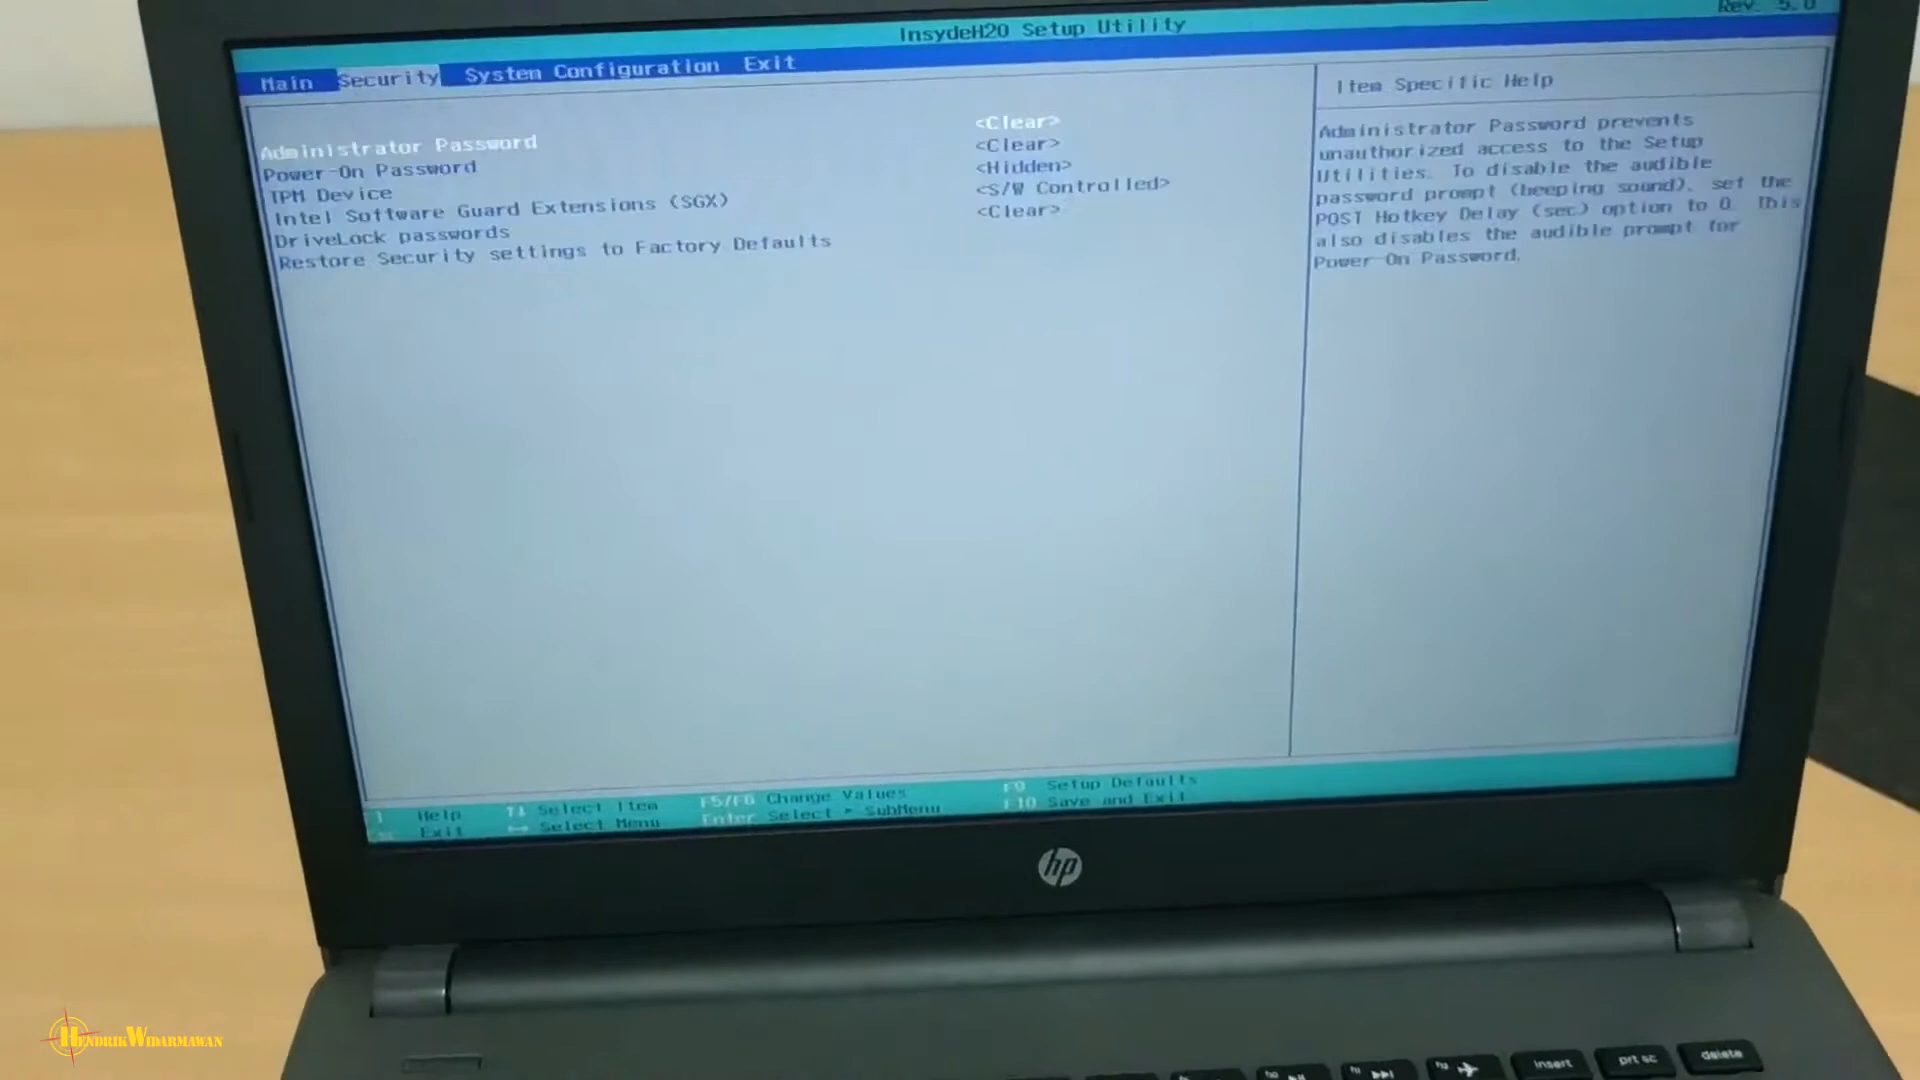 InsydeH20 Setup Utility
Rev. 5.0
Main Security System Configuration Exit
Administrator Password <Clear>
Power-On Password <Clear>
TPM Device <Hidden>
Intel Software Guard Extensions (SGX) <S/W Controlled>
DriveLock passwords <Clear>
Restore Security settings to Factory Defaults
Item Specific Help
Administrator Password prevents
unauthorized access to the Setup
Utilities. To disable the audible
password prompt (beeping sound), set the
POST Hotkey Delay (sec) option to 0. This
also disables the audible prompt for
Power-On Password.
Help ↑↓ Select Item F5/F6 Change Values F9 Setup Defaults
Exit ↔ Select Menu Enter Select ▸ SubMenu F10 Save and Exit
hp
insert prt sc delete
HENDRIKWIDARMAWAN